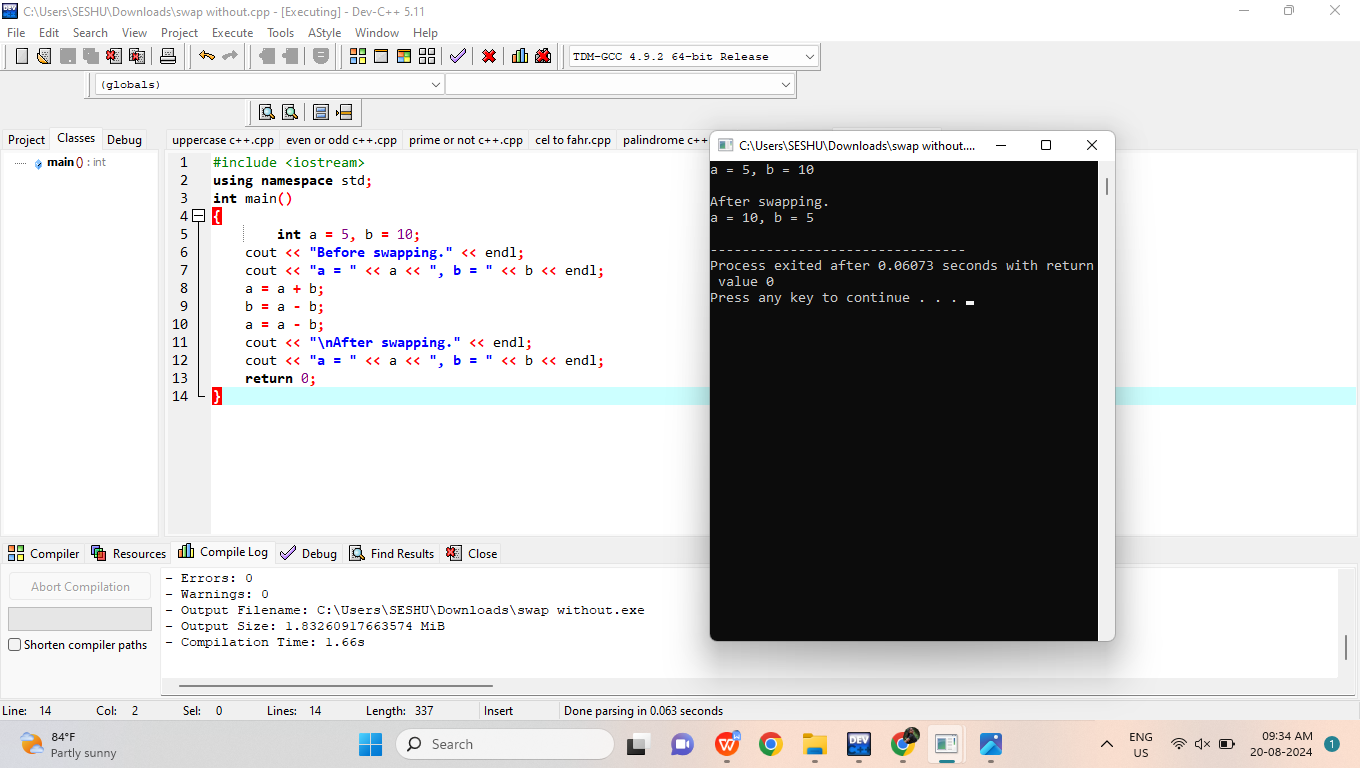 C:\Users\SESHU\Downloads\swap without.cpp - [Executing] - Dev-C++ 5.11
File Edit Search View Project Execute Tools AStyle Window Help
TDM-GCC 4.9.2 64-bit Release
(globals)
Project Classes Debug
uppercase c++.cpp even or odd c++.cpp prime or not c++.cpp cel to fahr.cpp palindrome c++
main () : int
1 #include <iostream>
2 using namespace std;
3 int main()
4 {
5 int a = 5, b = 10;
6 cout << "Before swapping." << endl;
7 cout << "a = " << a << ", b = " << b << endl;
8 a = a + b;
9 b = a - b;
10 a = a - b;
11 cout << "\nAfter swapping." << endl;
12 cout << "a = " << a << ", b = " << b << endl;
13 return 0;
14 }
C:\Users\SESHU\Downloads\swap without....
a = 5, b = 10
After swapping.
a = 10, b = 5
--------------------------------
Process exited after 0.06073 seconds with return
value 0
Press any key to continue . . .
Compiler Resources Compile Log Debug Find Results Close
Abort Compilation
Shorten compiler paths
- Errors: 0
- Warnings: 0
- Output Filename: C:\Users\SESHU\Downloads\swap without.exe
- Output Size: 1.83260917663574 MiB
- Compilation Time: 1.66s
Line: 14 Col: 2 Sel: 0 Lines: 14 Length: 337 Insert Done parsing in 0.063 seconds
84°F
Partly sunny
Search
DEV
ENG
US
09:34 AM
20-08-2024
1